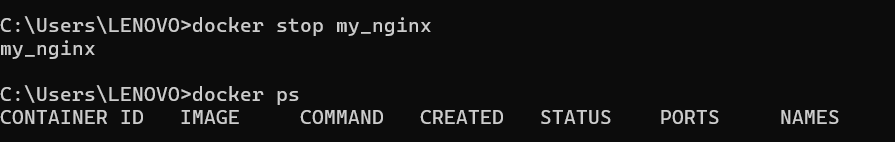 C:\Users\LENOVO>docker stop my_nginx
my_nginx
C:\Users\LENOVO>docker ps
CONTAINER ID   IMAGE     COMMAND   CREATED   STATUS    PORTS     NAMES